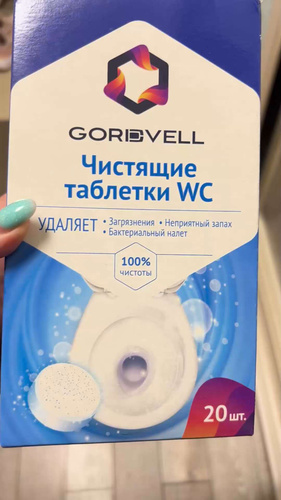 GORDVELL
Чистящие
таблетки WC
УДАЛЯЕТ • Загрязнения • Неприятный запах
• Бактериальный налет
100%
чистоты
20 шт.